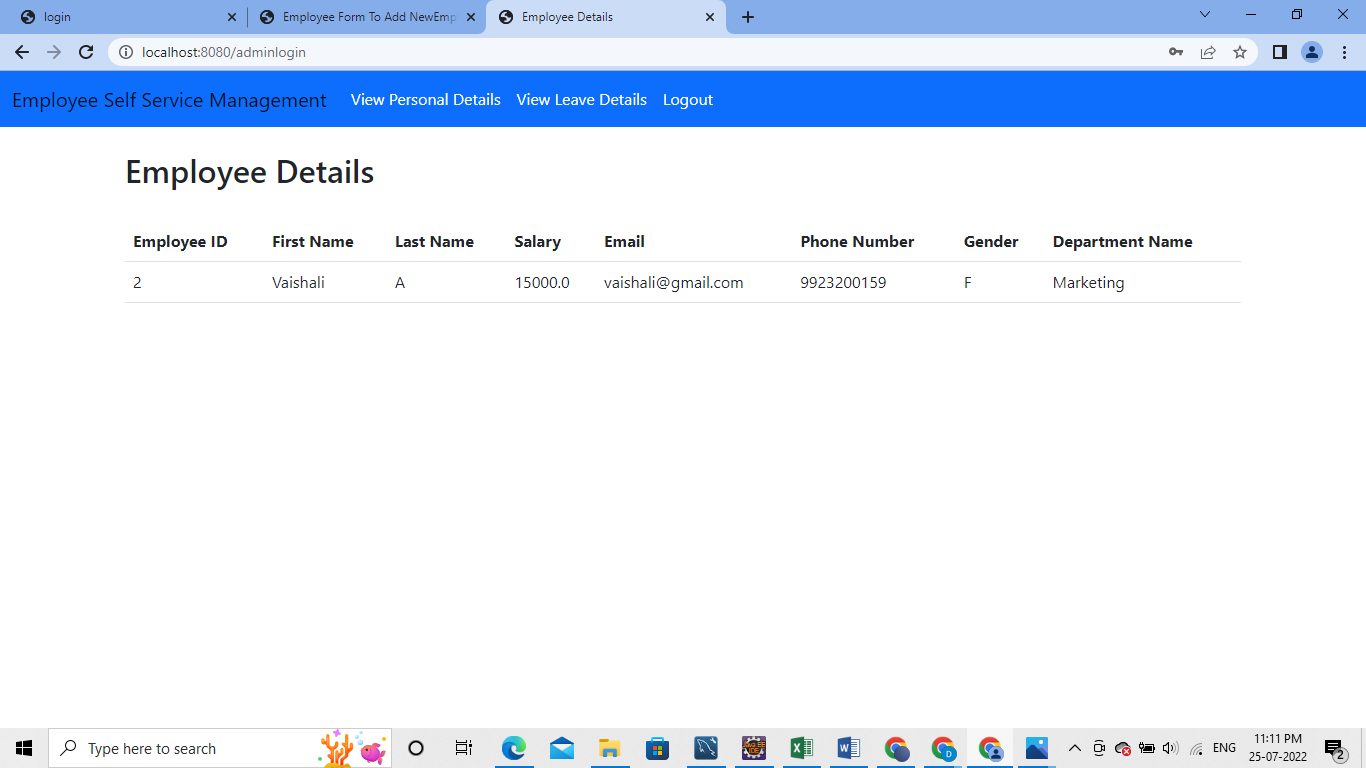 login
Employee Form To Add NewEmp
Employee Details
localhost:8080/adminlogin
Employee Self Service Management View Personal Details View Leave Details Logout
Employee Details
Employee ID First Name Last Name Salary Email Phone Number Gender Department Name
2 Vaishali A 15000.0 vaishali@gmail.com 9923200159 F Marketing
Type here to search
ENG
11:11 PM
25-07-2022
2